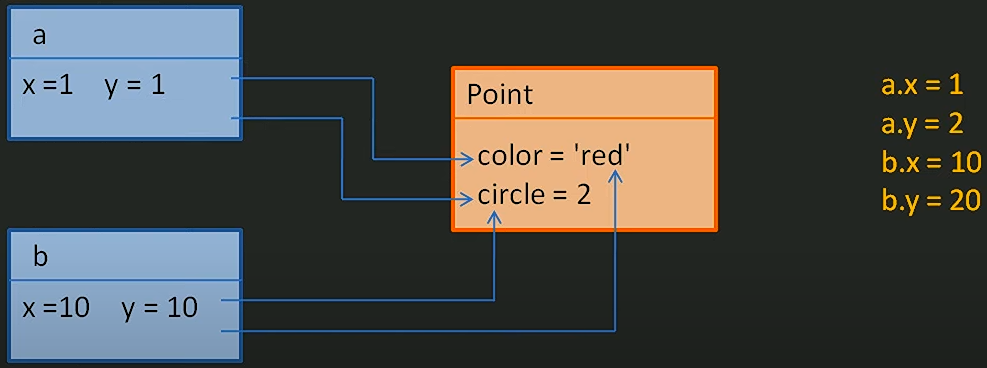 a
x =1 y = 1
Point
color = 'red'
circle = 2
a.x = 1
a.y = 2
b.x = 10
b.y = 20
b
x =10 y = 10